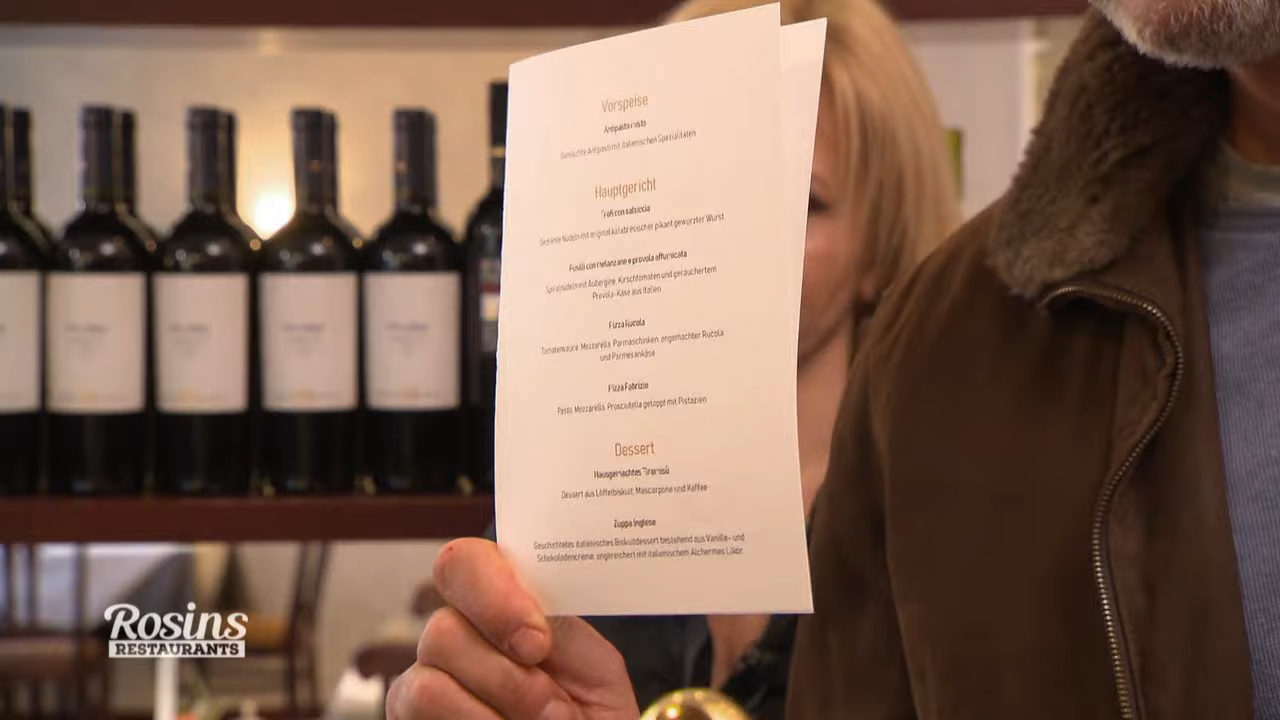 Vorspeise
Antipasto misto
Gemischte Antipasti mit italienischen Spezialitäten
Hauptgericht
Trofi con salsiccia
Gedrehte Nudeln mit original kalabresischer pikant gewürzter Wurst
Fusilli con melanzane e provola affumicata
Spiralnudeln mit Aubergine, Kirschtomaten und geräuchertem
Provola-Käse aus Italien
Pizza Rucola
Tomatensauce, Mozzarella, Parmaschinken, angemachter Rucola
und Parmesankäse
Pizza Fabrizio
Pesto, Mozzarella, Prosciutella getoppt mit Pistazien
Dessert
Hausgemachtes Tiramisù
Dessert aus Löffelbiskuit, Mascarpone und Kaffee
Zuppa Inglese
Geschichtetes italienisches Biskuitdessert bestehend aus Vanille- und
Schokoladencreme, angereichert mit italienischem Alchermes Likör
Rosins
RESTAURANTS